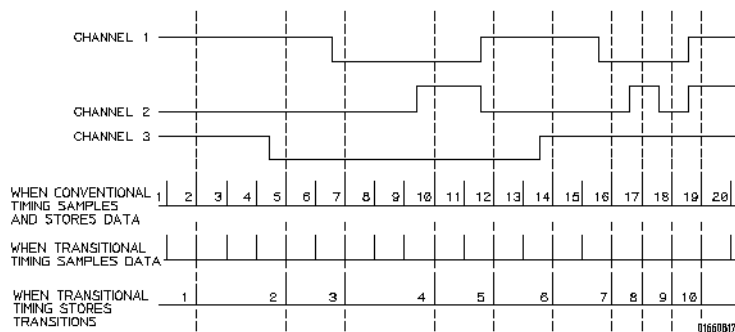 CHANNEL 1
CHANNEL 2
CHANNEL 3
WHEN CONVENTIONAL
TIMING SAMPLES
AND STORES DATA
1 2 3 4 5 6 7 8 9 10 11 12 13 14 15 16 17 18 19 20
WHEN TRANSITIONAL
TIMING SAMPLES DATA
WHEN TRANSITIONAL
TIMING STORES
TRANSITIONS
1 2 3 4 5 6 7 8 9 10
01660B42